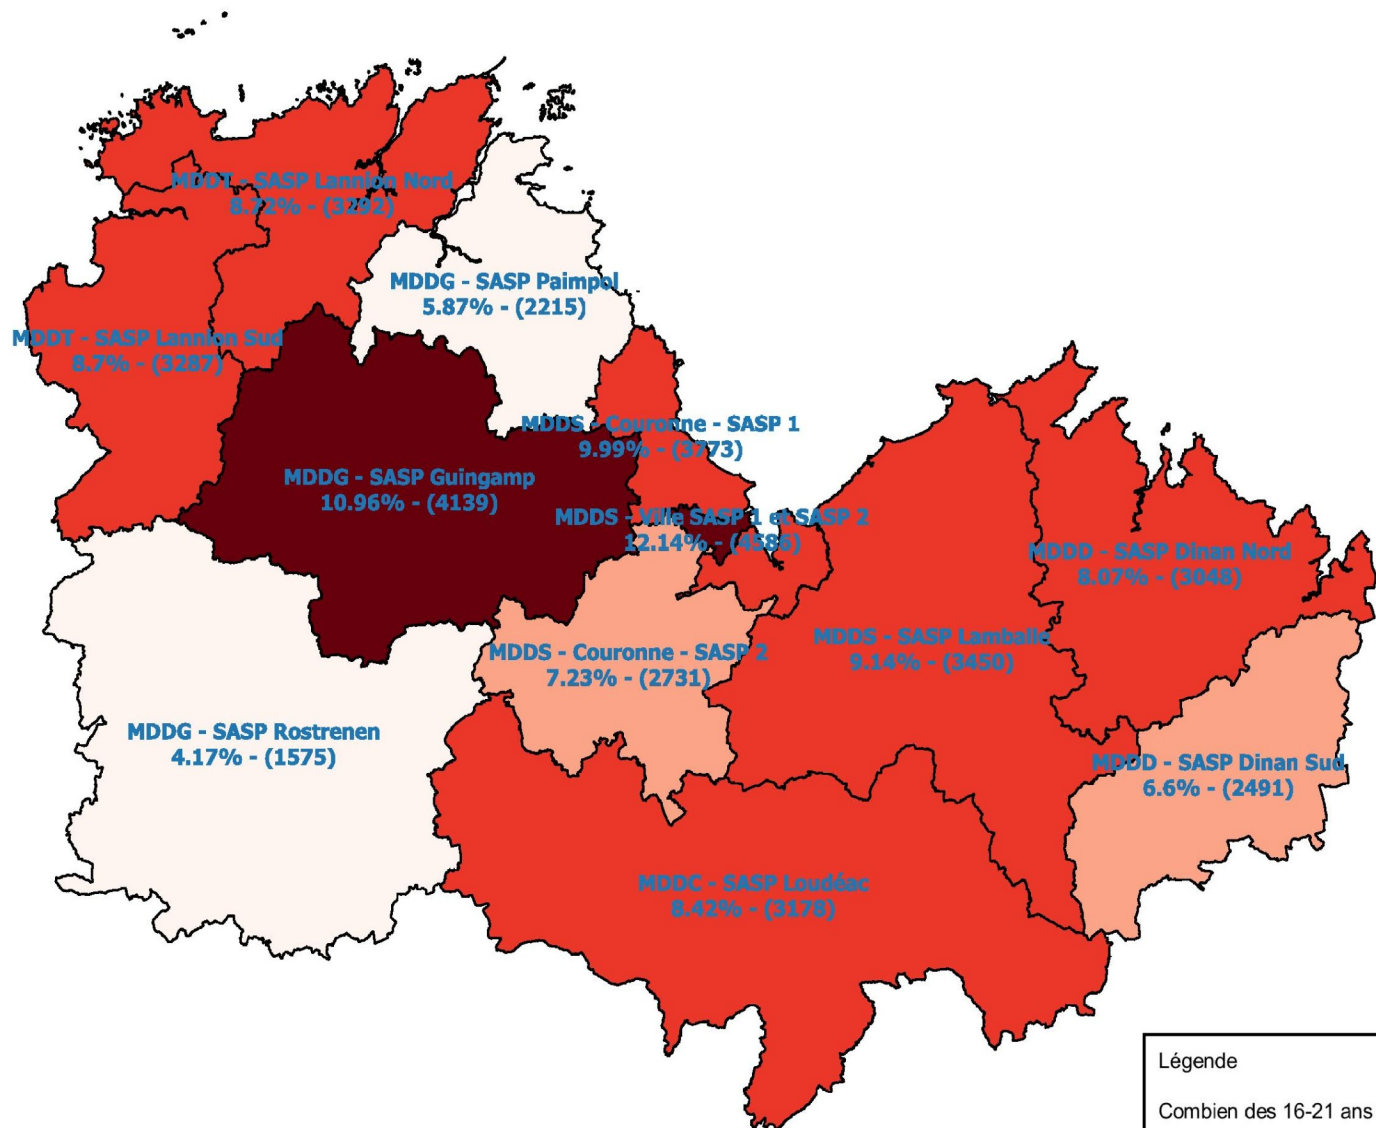 MDDT - SASP Lannion Nord
8.72% - (3292)
MDDG - SASP Paimpol
5.87% - (2215)
MDDT - SASP Lannion Sud
8.7% - (3287)
MDDS - Couronne - SASP 1
9.99% - (3773)
MDDG - SASP Guingamp
10.96% - (4139)
MDDS - Ville SASP 1 et SASP 2
12.14% - (4586)
MDDD - SASP Dinan Nord
8.07% - (3048)
MDDS - Couronne - SASP 2
7.23% - (2731)
MDDS - SASP Lamballe
9.14% - (3450)
MDDG - SASP Rostrenen
4.17% - (1575)
MDDD - SASP Dinan Sud
6.6% - (2491)
MDDC - SASP Loudéac
8.42% - (3178)
Légende
Combien des 16-21 ans